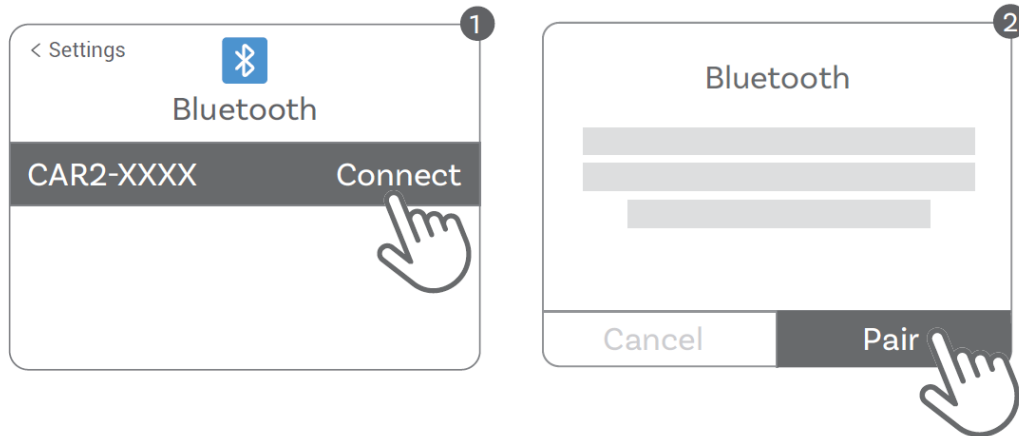 1
< Settings
Bluetooth
CAR2-XXXX Connect
2
Bluetooth
Cancel Pair